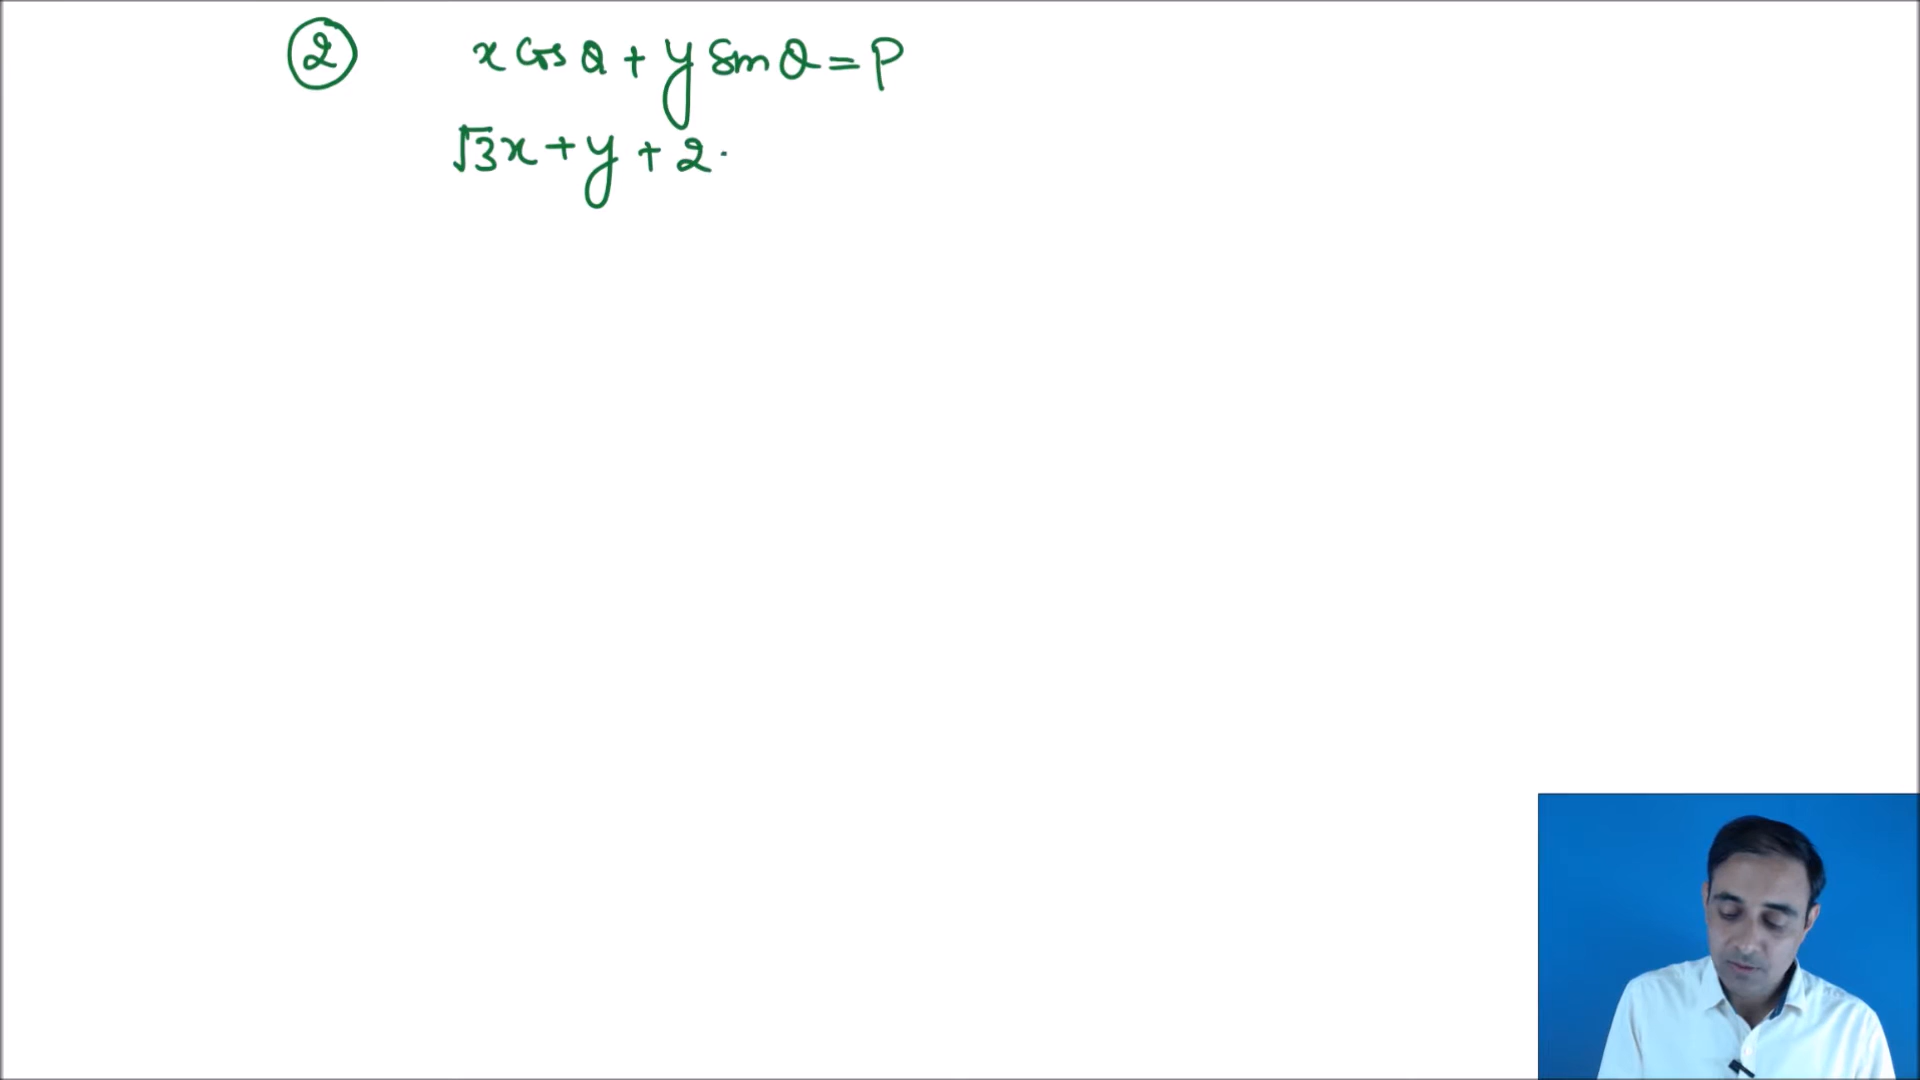 ② x cos θ + y sin θ = P
√3x + y + 2